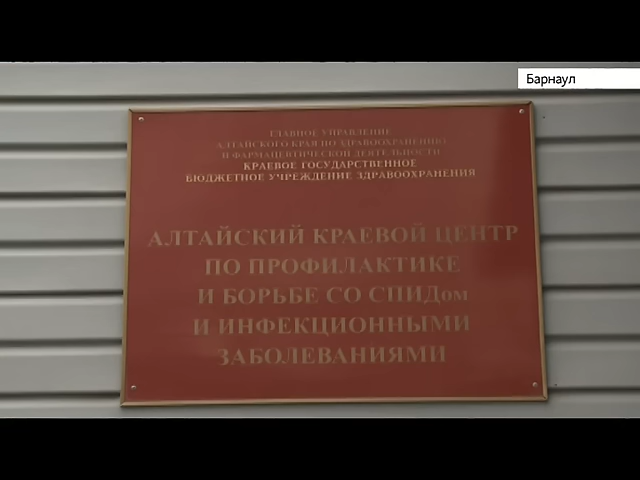 Барнаул
ГЛАВНОЕ УПРАВЛЕНИЕ
АЛТАЙСКОГО КРАЯ ПО ЗДРАВООХРАНЕНИЮ
И ФАРМАЦЕВТИЧЕСКОЙ ДЕЯТЕЛЬНОСТИ
КРАЕВОЕ ГОСУДАРСТВЕННОЕ
БЮДЖЕТНОЕ УЧРЕЖДЕНИЕ ЗДРАВООХРАНЕНИЯ
АЛТАЙСКИЙ КРАЕВОЙ ЦЕНТР
ПО ПРОФИЛАКТИКЕ
И БОРЬБЕ СО СПИДом
И ИНФЕКЦИОННЫМИ
ЗАБОЛЕВАНИЯМИ